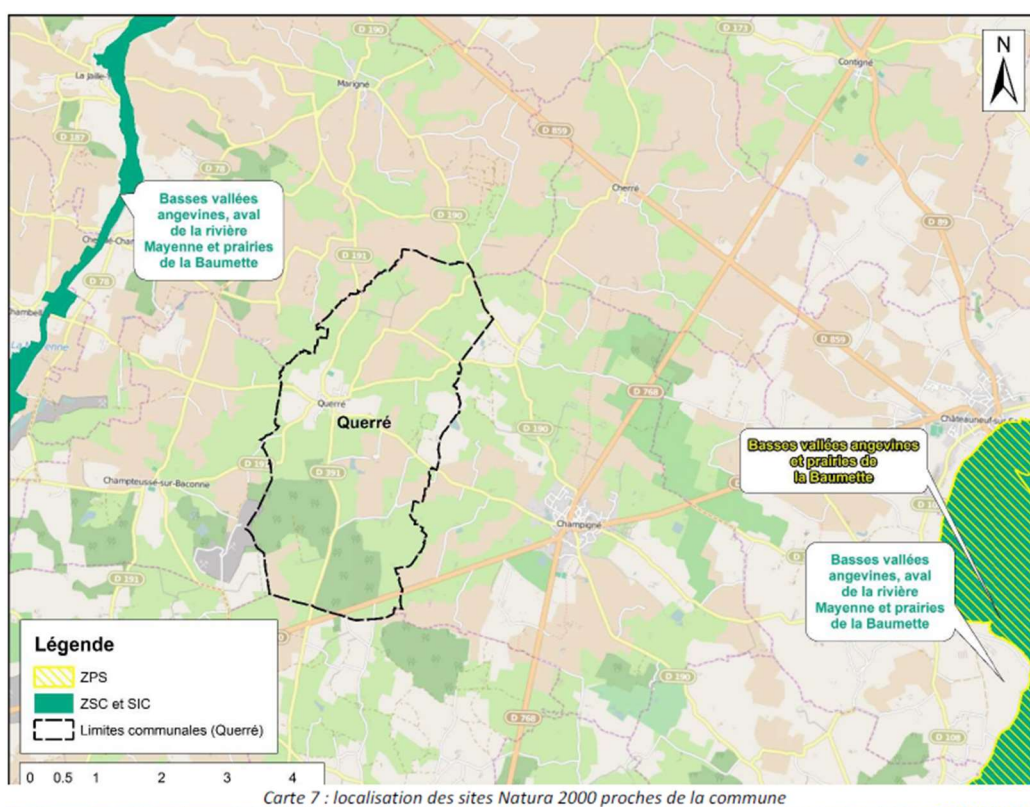 D 190
D 173
La Jaille-
Marigné
Contigné
N
D 859
D 187
D 78
Cherré
Basses vallées
angevines, aval
de la rivière
Mayenne et prairies
de la Baumette
D 190
D 89
D 191
D 78
Chambell
D 859
D 768
Querré
Querré
Châteauneuf-sur
D 190
Basses vallées angevines
et prairies de
la Baumette
D 191
D 391
Champteussé-sur-Baconne
Champigné
Basses vallées
angevines, aval
de la rivière
Mayenne et prairies
de la Baumette
D 191
Légende
ZPS
ZSC et SIC
Limites communales (Querré)
D 190
D 768
D 108
0 0.5 1 2 3 4
Carte 7 : localisation des sites Natura 2000 proches de la commune